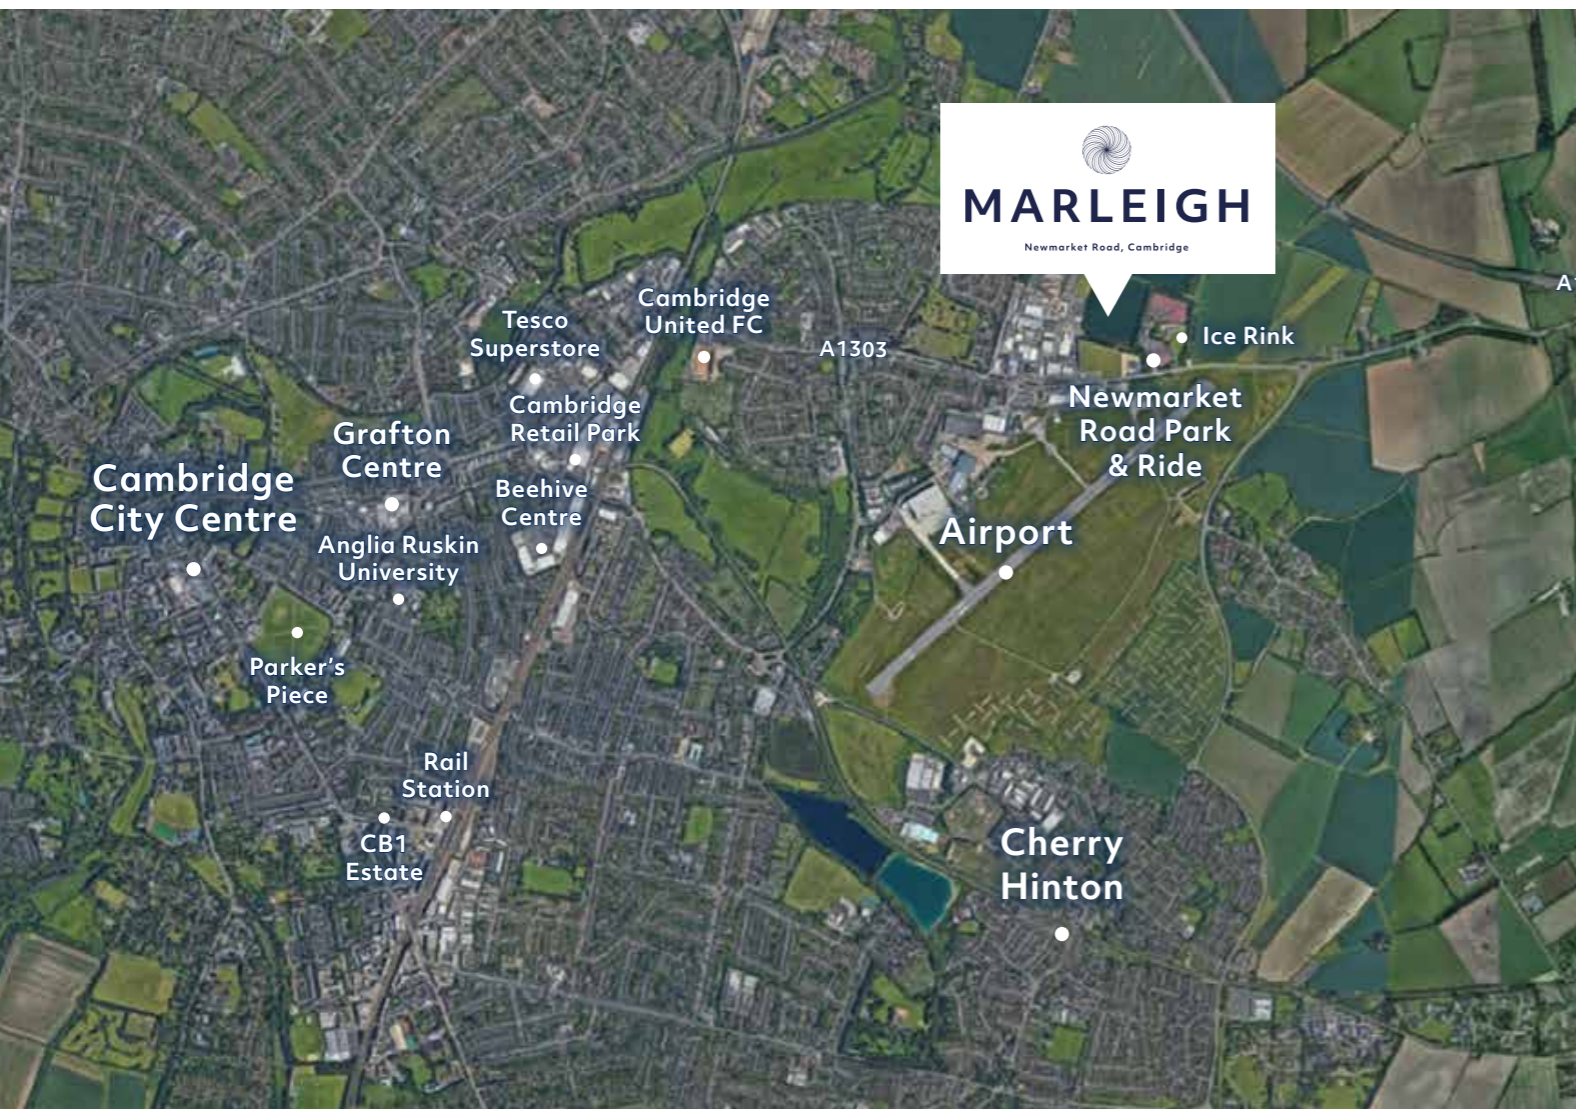 MARLEIGH
Newmarket Road, Cambridge
Cambridge
United FC
Tesco
Superstore
A1303
Ice Rink
Cambridge
Retail Park
Newmarket
Road Park
& Ride
Grafton
Centre
Cambridge
City Centre
Beehive
Centre
Airport
Anglia Ruskin
University
Parker's
Piece
Rail
Station
CB1
Estate
Cherry
Hinton